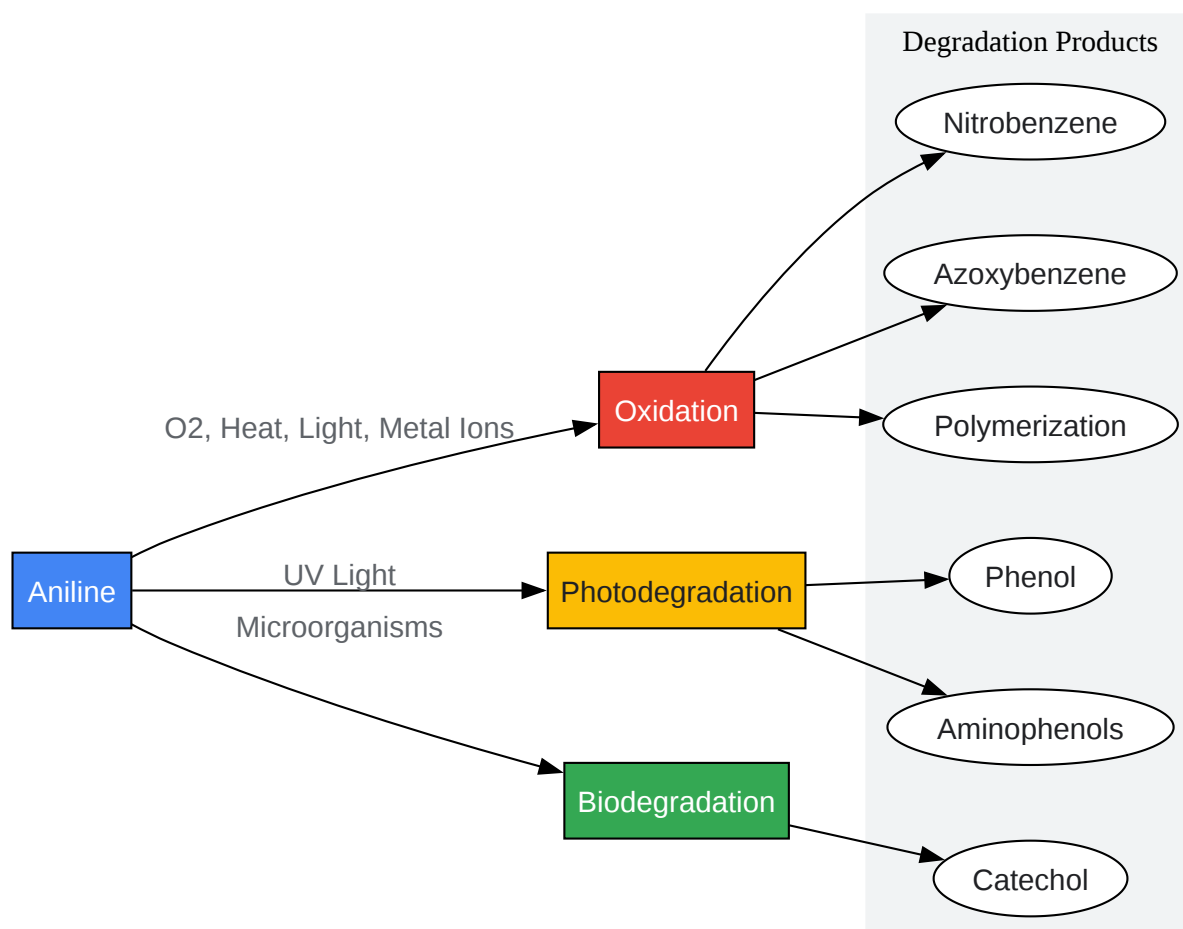 Degradation Products
Nitrobenzene
Azoxybenzene
Oxidation
O2, Heat, Light, Metal Ions
Polymerization
Aniline
UV Light
Photodegradation
Phenol
Microorganisms
Aminophenols
Biodegradation
Catechol